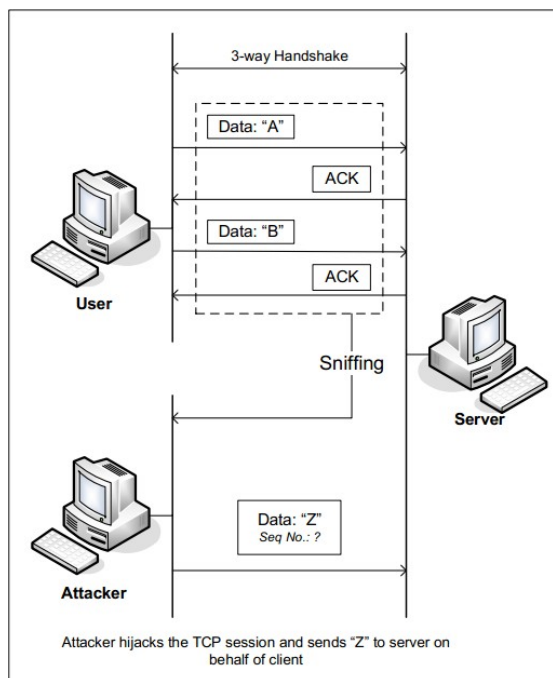 3-way Handshake
Data: “A”
ACK
Data: “B”
ACK
User
Sniffing
Server
Data: “Z”
Seq No.: ?
Attacker
Attacker hijacks the TCP session and sends “Z” to server on
behalf of client